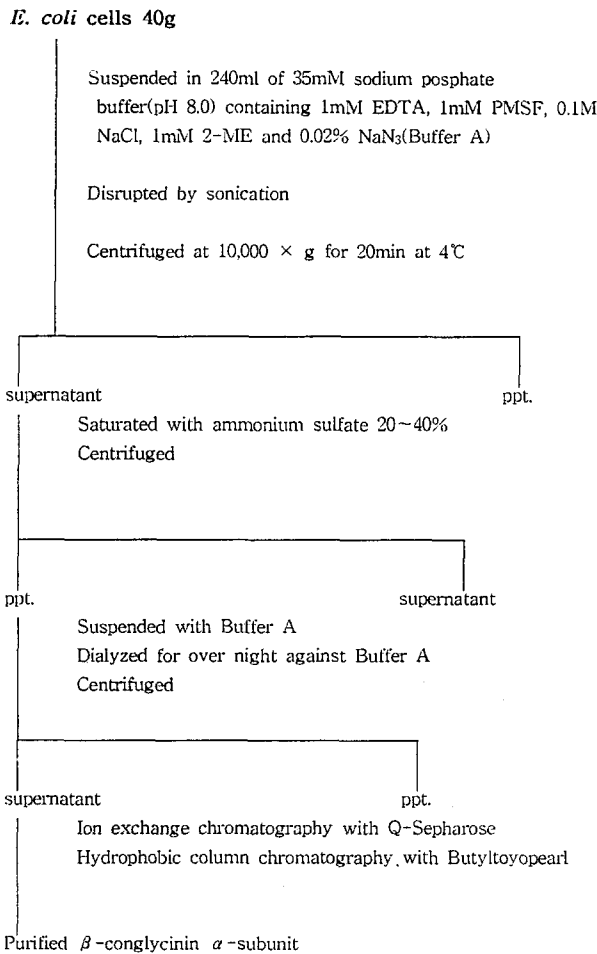 E. coli cells 40g
Suspended in 240ml of 35mM sodium posphate
buffer(pH 8.0) containing 1mM EDTA, 1mM PMSF, 0.1M
NaCl, 1mM 2-ME and 0.02% NaN₃(Buffer A)
Disrupted by sonication
Centrifuged at 10,000 × g for 20min at 4℃
supernatant ppt.
Saturated with ammonium sulfate 20~40%
Centrifuged
ppt. supernatant
Suspended with Buffer A
Dialyzed for over night against Buffer A
Centrifuged
supernatant ppt.
Ion exchange chromatography with Q-Sepharose
Hydrophobic column chromatography with Butyltoyopearl
Purified β-conglycinin α-subunit